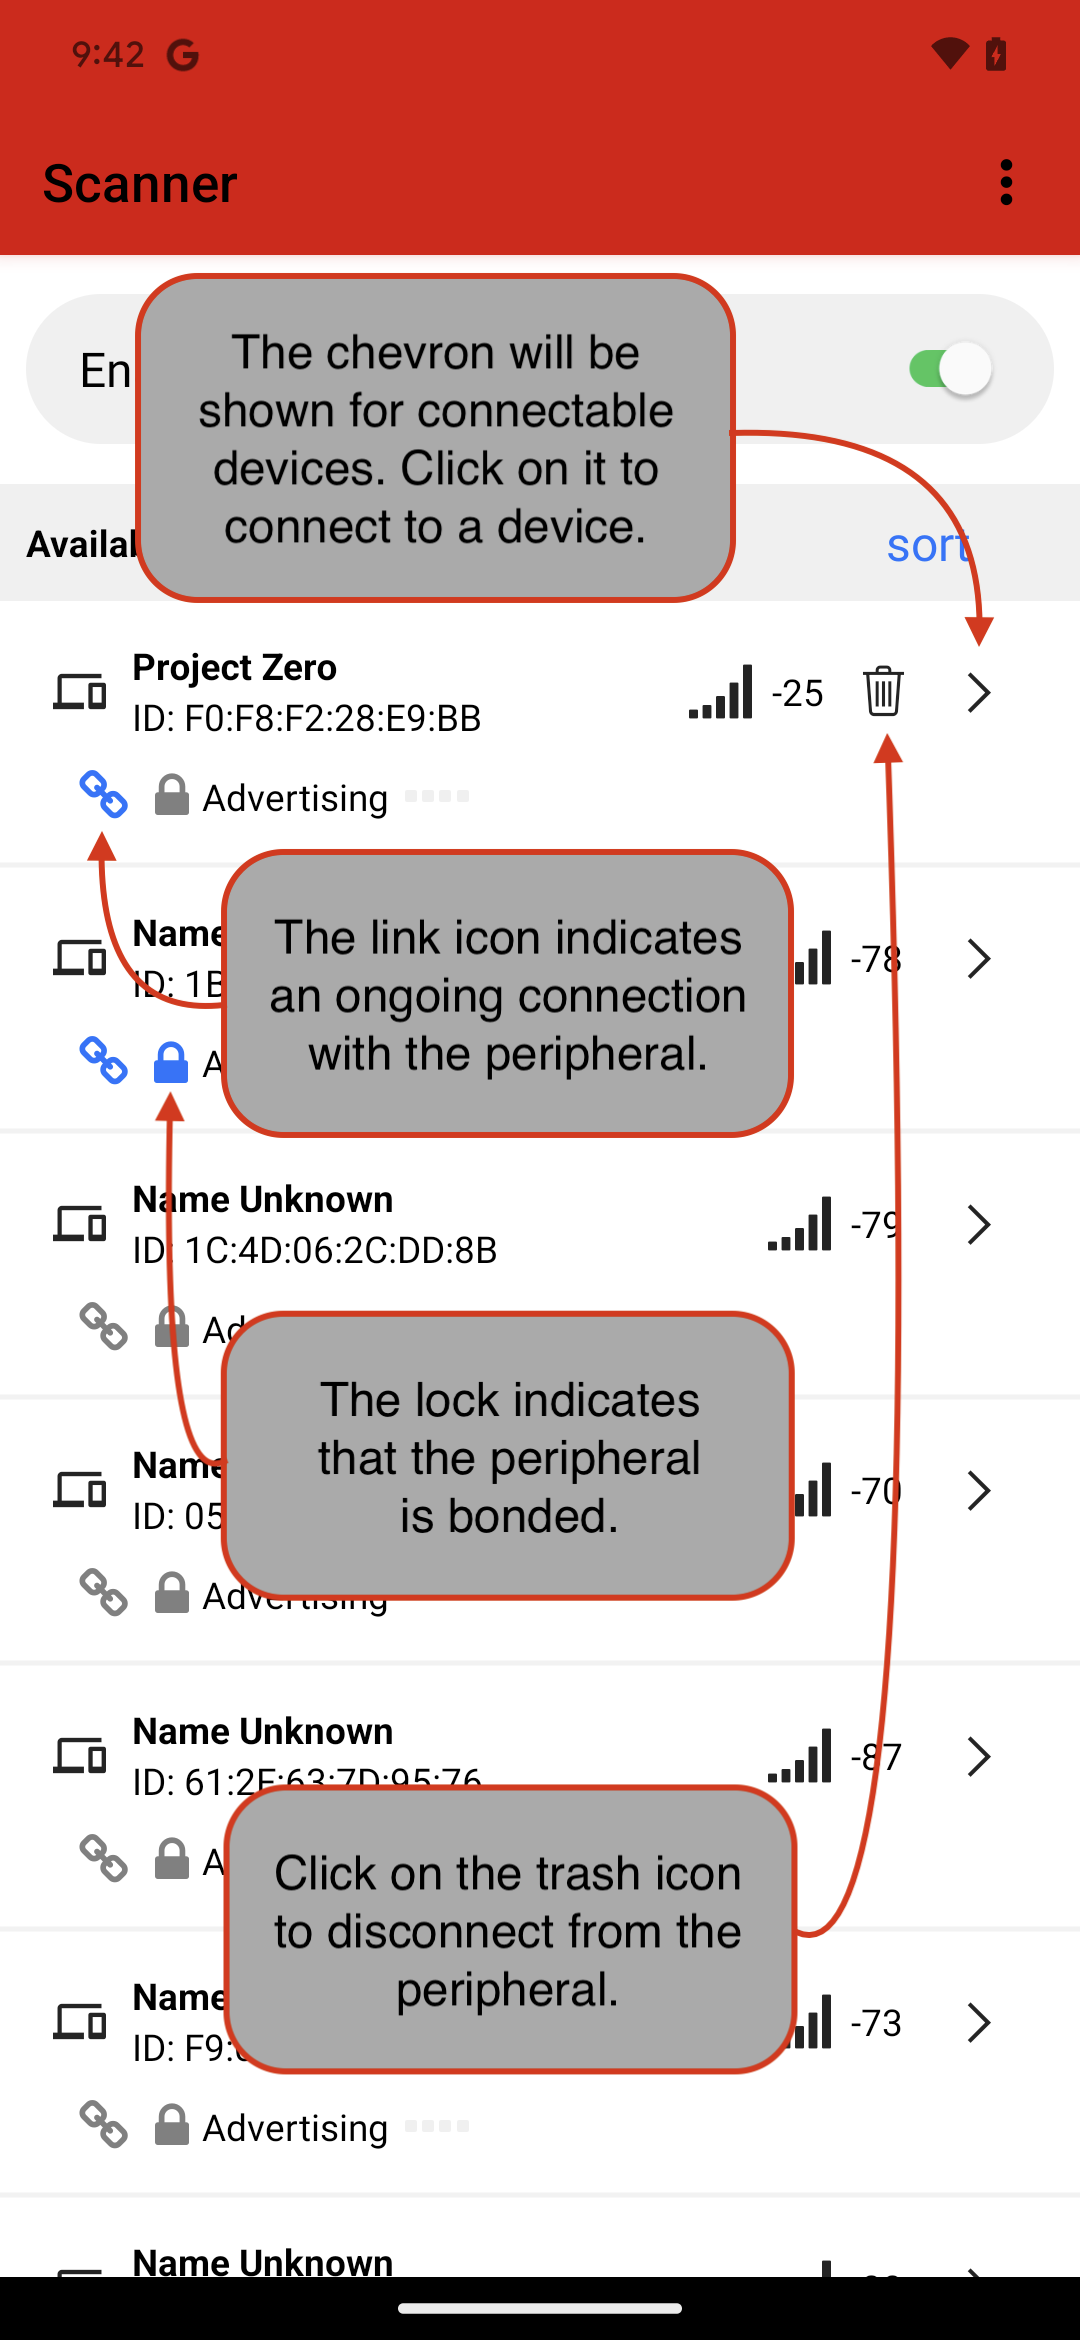 9:42
Scanner
En
The chevron will be
shown for connectable
devices. Click on it to
connect to a device.
Availab
sort
Project Zero
ID: F0:F8:F2:28:E9:BB
-25
Advertising
Name
ID: 1B
-78
The link icon indicates
an ongoing connection
with the peripheral.
A
Name Unknown
ID: 1C:4D:06:2C:DD:8B
-79
Ad
The lock indicates
that the peripheral
is bonded.
Name
ID: 05
-70
Advertising
Name Unknown
ID: 61:2F:63:7D:95:76
-87
A
Click on the trash icon
to disconnect from the
peripheral.
Name
ID: F9:
-73
Advertising
Name Unknown